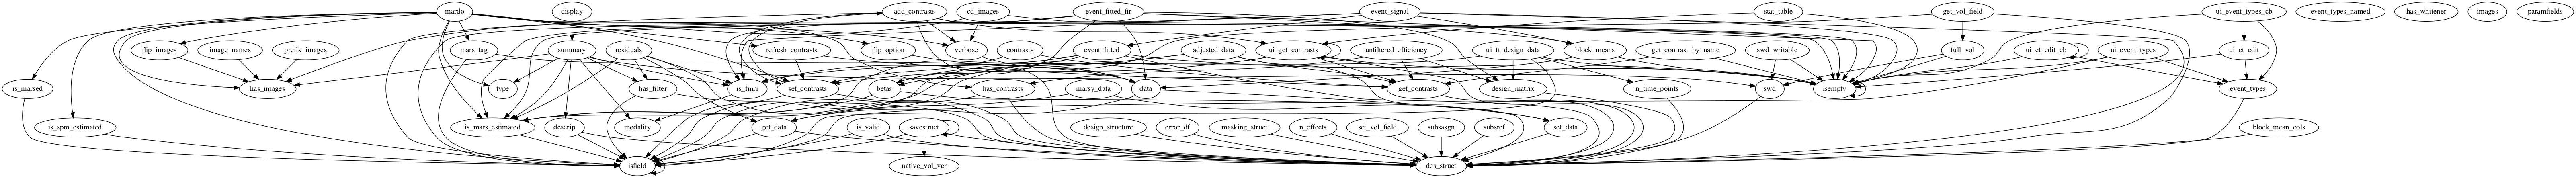 mardo
display
add_contrasts
cd_images
event_fitted_fir
event_signal
stat_table
get_vol_field
ui_event_types_cb
event_types_named
has_whitener
images
paramfields
flip_images
image_names
prefix_images
mars_tag
summary
residuals
refresh_contrasts
flip_option
verbose
contrasts
event_fitted
adjusted_data
ui_get_contrasts
unfiltered_efficiency
ui_ft_design_data
block_means
get_contrast_by_name
swd_writable
full_vol
ui_et_edit_cb
ui_event_types
ui_et_edit
is_marsed
has_images
type
has_filter
is_fmri
set_contrasts
betas
has_contrasts
marsy_data
data
get_contrasts
design_matrix
n_time_points
swd
isempty
event_types
is_spm_estimated
is_mars_estimated
descrip
modality
get_data
is_valid
savestruct
design_structure
error_df
masking_struct
n_effects
set_vol_field
subsasgn
subsref
set_data
block_mean_cols
isfield
native_vol_ver
des_struct